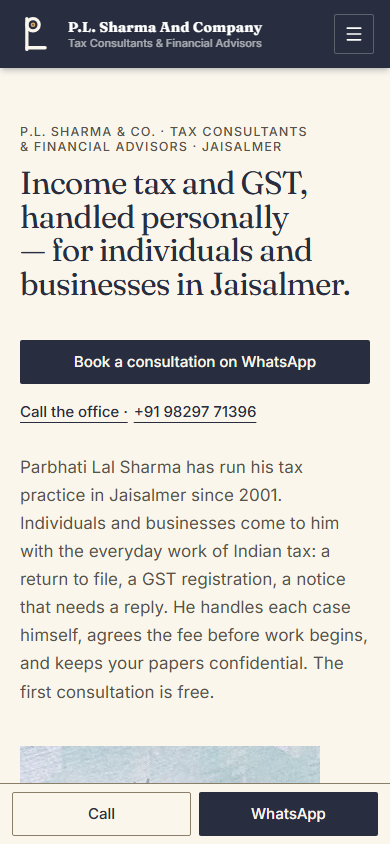 P.L. Sharma And Company
Tax Consultants & Financial Advisors
P.L. SHARMA & CO. · TAX CONSULTANTS
& FINANCIAL ADVISORS · JAISALMER
Income tax and GST,
handled personally
— for individuals and
businesses in Jaisalmer.
Book a consultation on WhatsApp
Call the office · +91 98297 71396
Parbhati Lal Sharma has run his tax
practice in Jaisalmer since 2001.
Individuals and businesses come to him
with the everyday work of Indian tax: a
return to file, a GST registration, a notice
that needs a reply. He handles each case
himself, agrees the fee before work begins,
and keeps your papers confidential. The
first consultation is free.
Call
WhatsApp